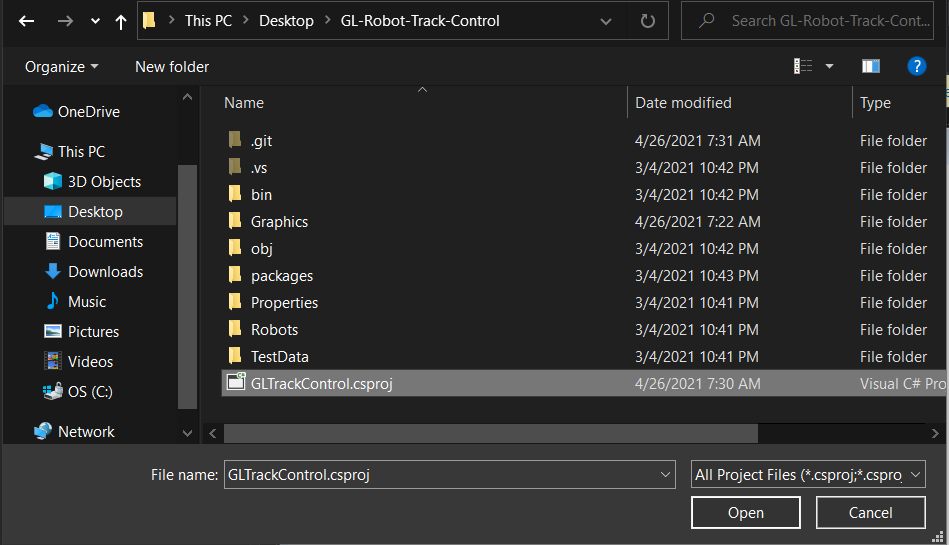 This PC > Desktop > GL-Robot-Track-Control
Search GL-Robot-Track-Cont...
Organize
New folder
?
Name
Date modified
Type
OneDrive
This PC
3D Objects
Desktop
Documents
Downloads
Music
Pictures
Videos
OS (C:)
Network
.git 4/26/2021 7:31 AM File folder
.vs 3/4/2021 10:42 PM File folder
bin 3/4/2021 10:42 PM File folder
Graphics 4/26/2021 7:22 AM File folder
obj 3/4/2021 10:42 PM File folder
packages 3/4/2021 10:43 PM File folder
Properties 3/4/2021 10:41 PM File folder
Robots 3/4/2021 10:41 PM File folder
TestData 3/4/2021 10:41 PM File folder
GLTrackControl.csproj 4/26/2021 7:30 AM Visual C# Pro
File name: GLTrackControl.csproj
All Project Files (*.csproj;*.cspro
Open
Cancel